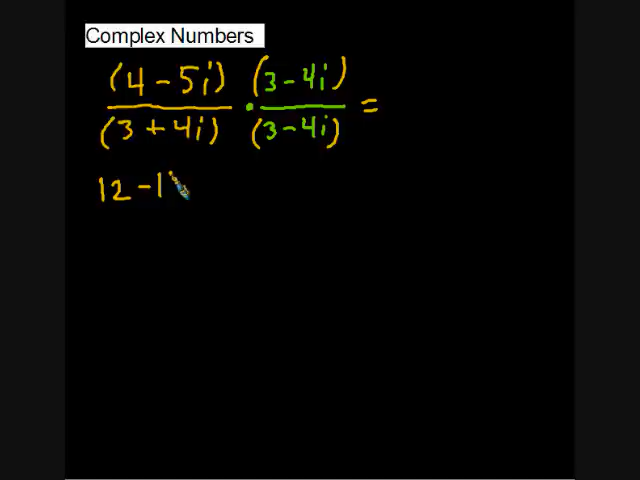 Complex Numbers
(4 - 5i) (3 - 4i)
(3 + 4i) · (3 - 4i) =
12 - 1